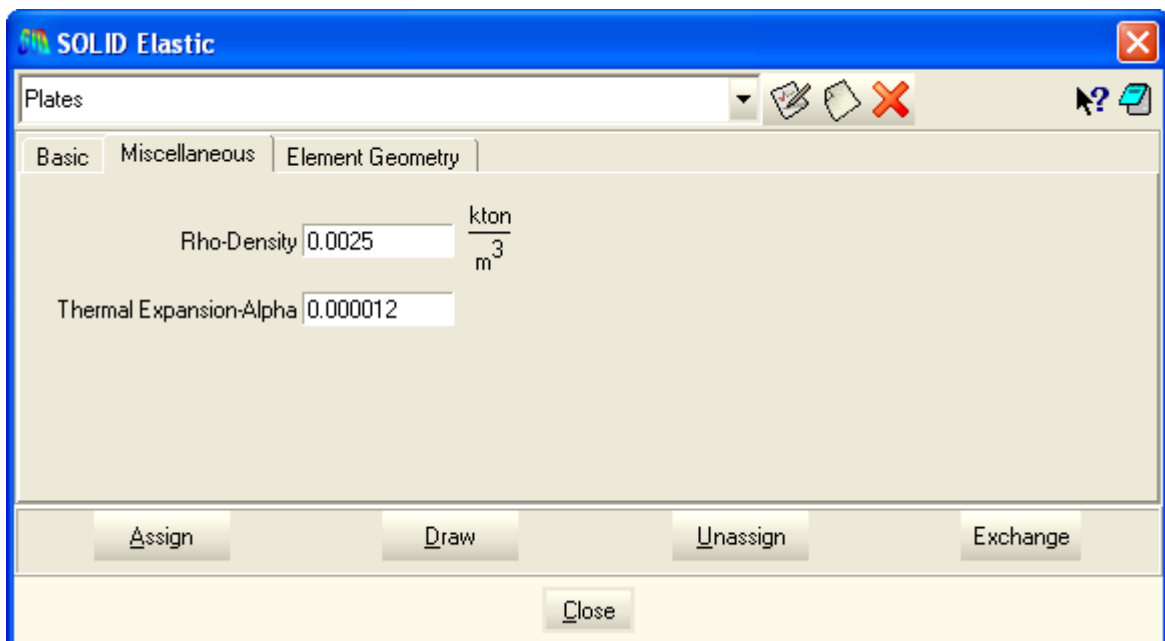 SOLID Elastic
Plates
Basic Miscellaneous Element Geometry
Rho-Density 0.0025 kton
m3
Thermal Expansion-Alpha 0.000012
Assign Draw Unassign Exchange
Close